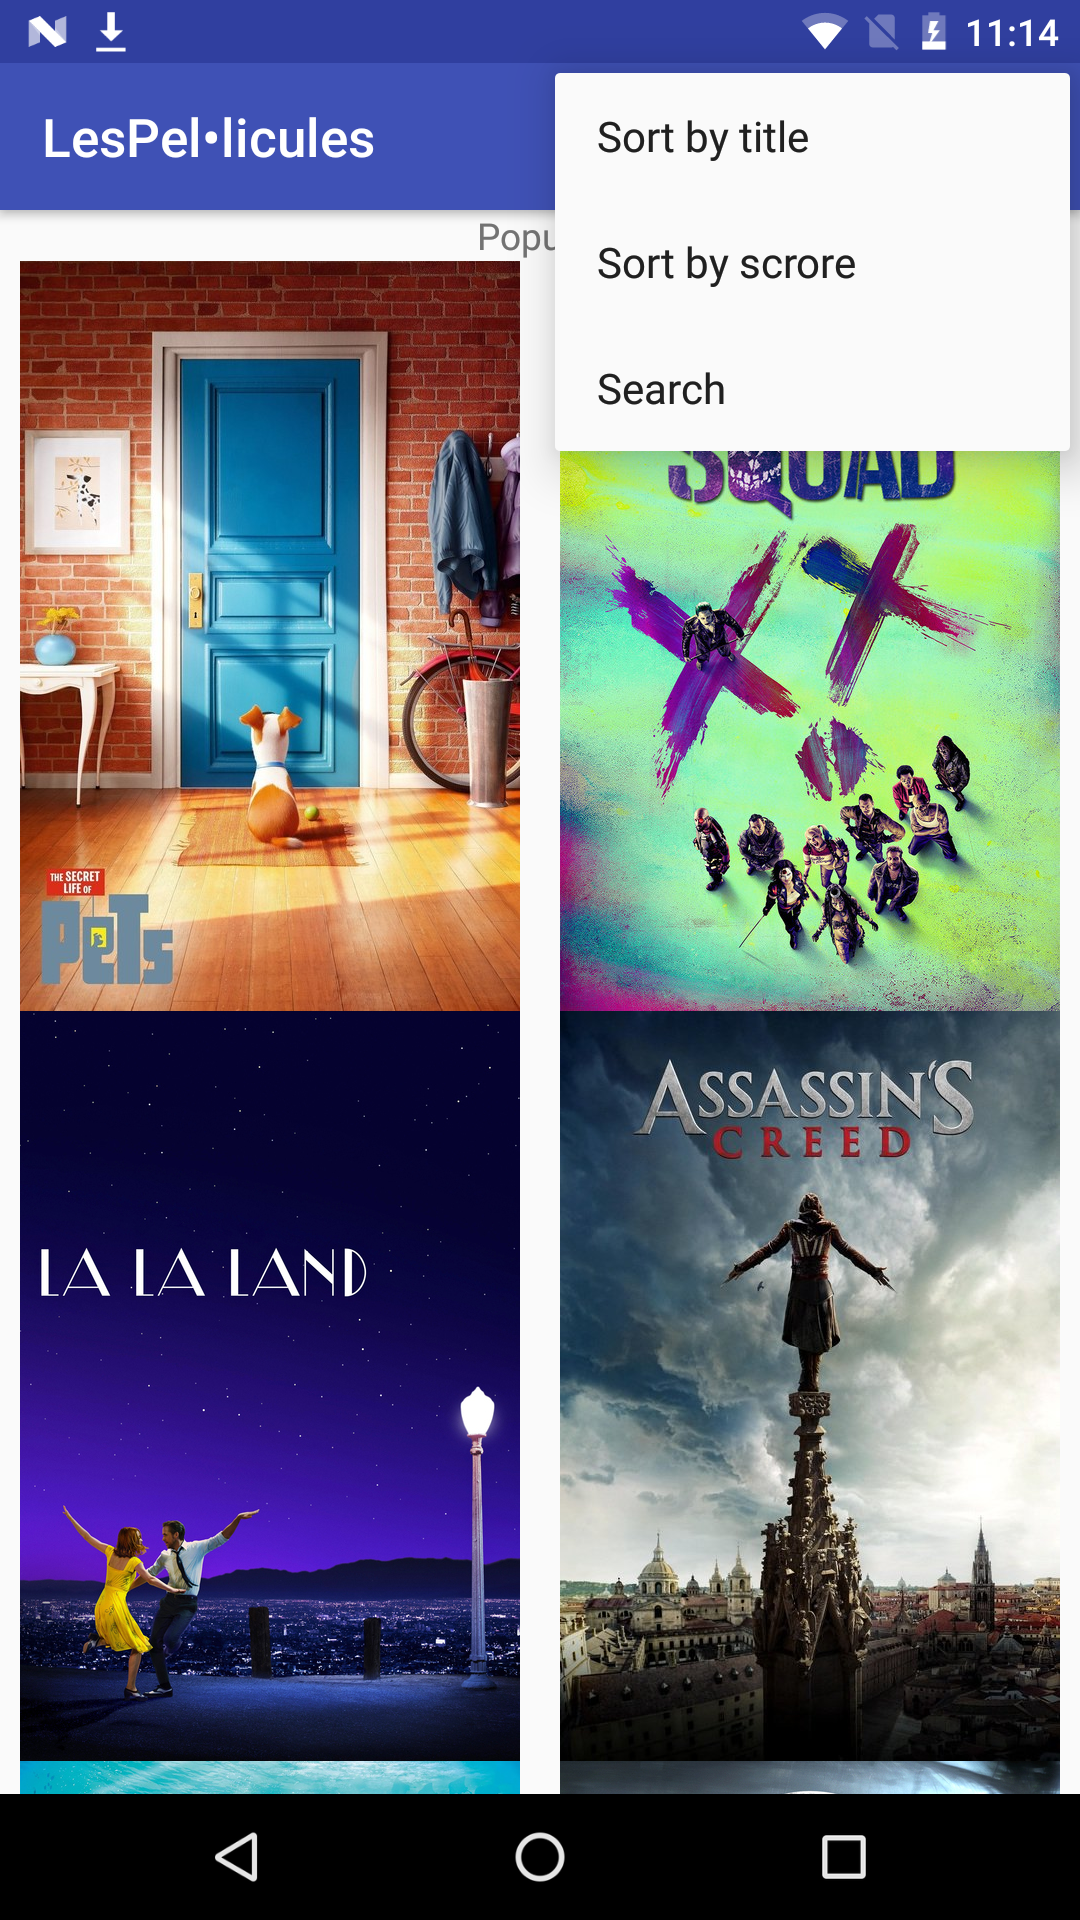 11:14
LesPel·licules
Sort by title
Sort by scrore
Search
Popu
THE SECRET
LIFE OF
PeTs
SQUAD
LA LA LAND
ASSASSIN'S
CREED